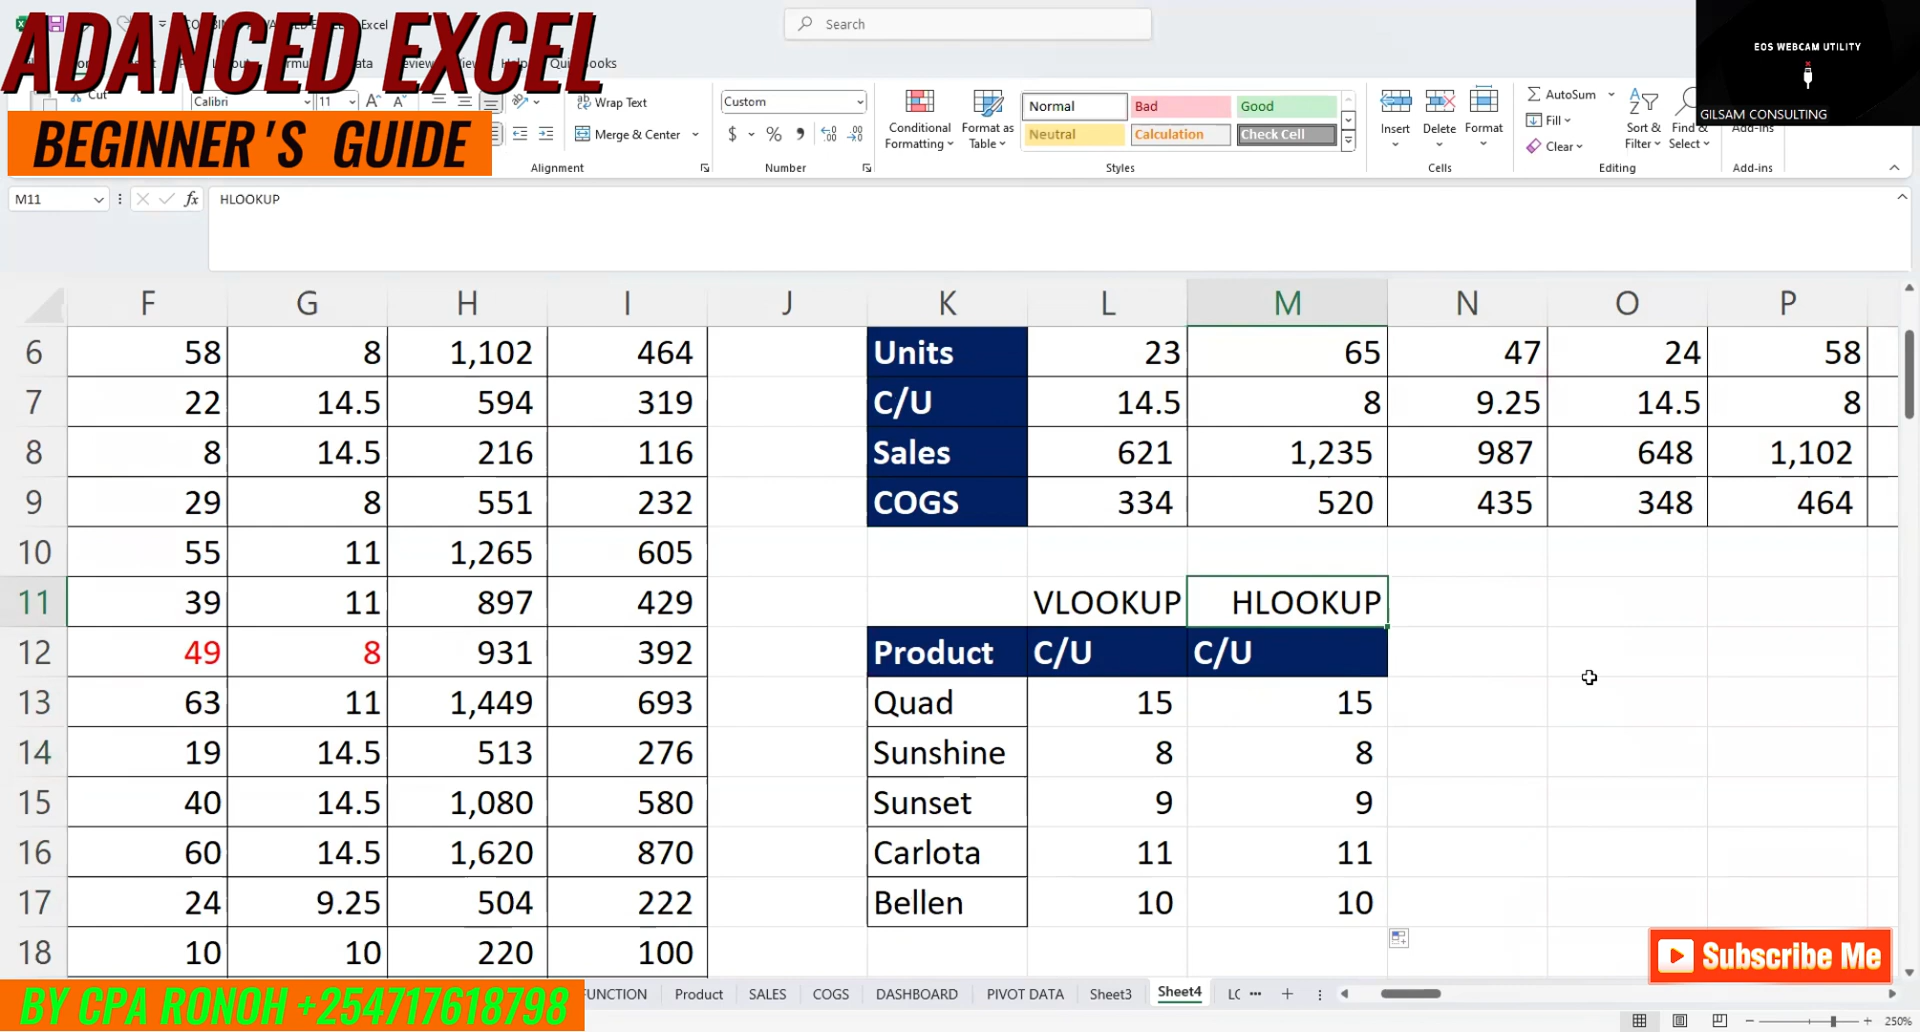 ADANCED EXCEL
BEGINNER'S GUIDE
Excel
Search
EOS WEBCAM UTILITY
GILSAM CONSULTING
Cut
Calibri
11
Wrap Text
Merge & Center
Alignment
Custom
$ % ,
Number
Conditional Formatting
Format as Table
Normal Bad Good
Neutral Calculation Check Cell
Styles
Insert Delete Format
Cells
AutoSum
Fill
Clear
Sort & Filter
Find & Select
Editing
Add-ins
Add-ins
M11 fx HLOOKUP
F G H I J K L M N O P
6 58 8 1,102 464 Units 23 65 47 24 58
7 22 14.5 594 319 C/U 14.5 8 9.25 14.5 8
8 8 14.5 216 116 Sales 621 1,235 987 648 1,102
9 29 8 551 232 COGS 334 520 435 348 464
10 55 11 1,265 605
11 39 11 897 429 VLOOKUP HLOOKUP
12 49 8 931 392 Product C/U C/U
13 63 11 1,449 693 Quad 15 15
14 19 14.5 513 276 Sunshine 8 8
15 40 14.5 1,080 580 Sunset 9 9
16 60 14.5 1,620 870 Carlota 11 11
17 24 9.25 504 222 Bellen 10 10
18 10 10 220 100
Subscribe Me
BY CPA RONOH +254717618798
FUNCTION Product SALES COGS DASHBOARD PIVOT DATA Sheet3 Sheet4
250%